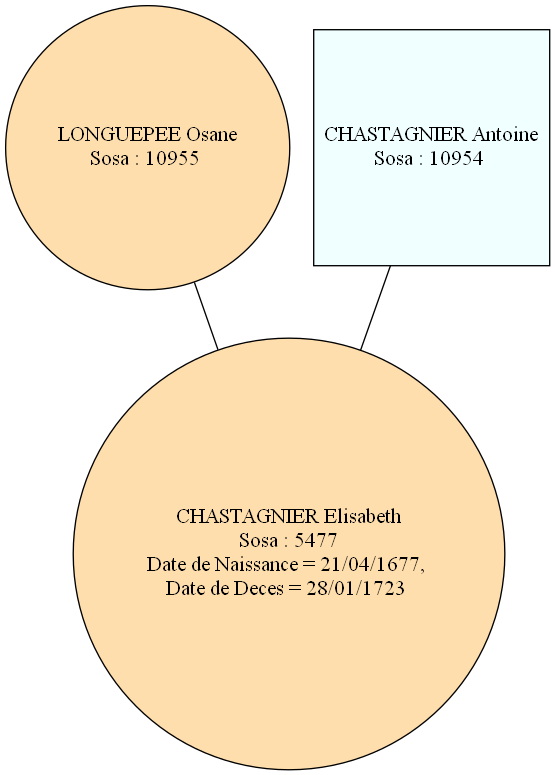 LONGUEPEE Osane
Sosa : 10955
CHASTAGNIER Antoine
Sosa : 10954
CHASTAGNIER Elisabeth
Sosa : 5477
Date de Naissance = 21/04/1677,
Date de Deces = 28/01/1723